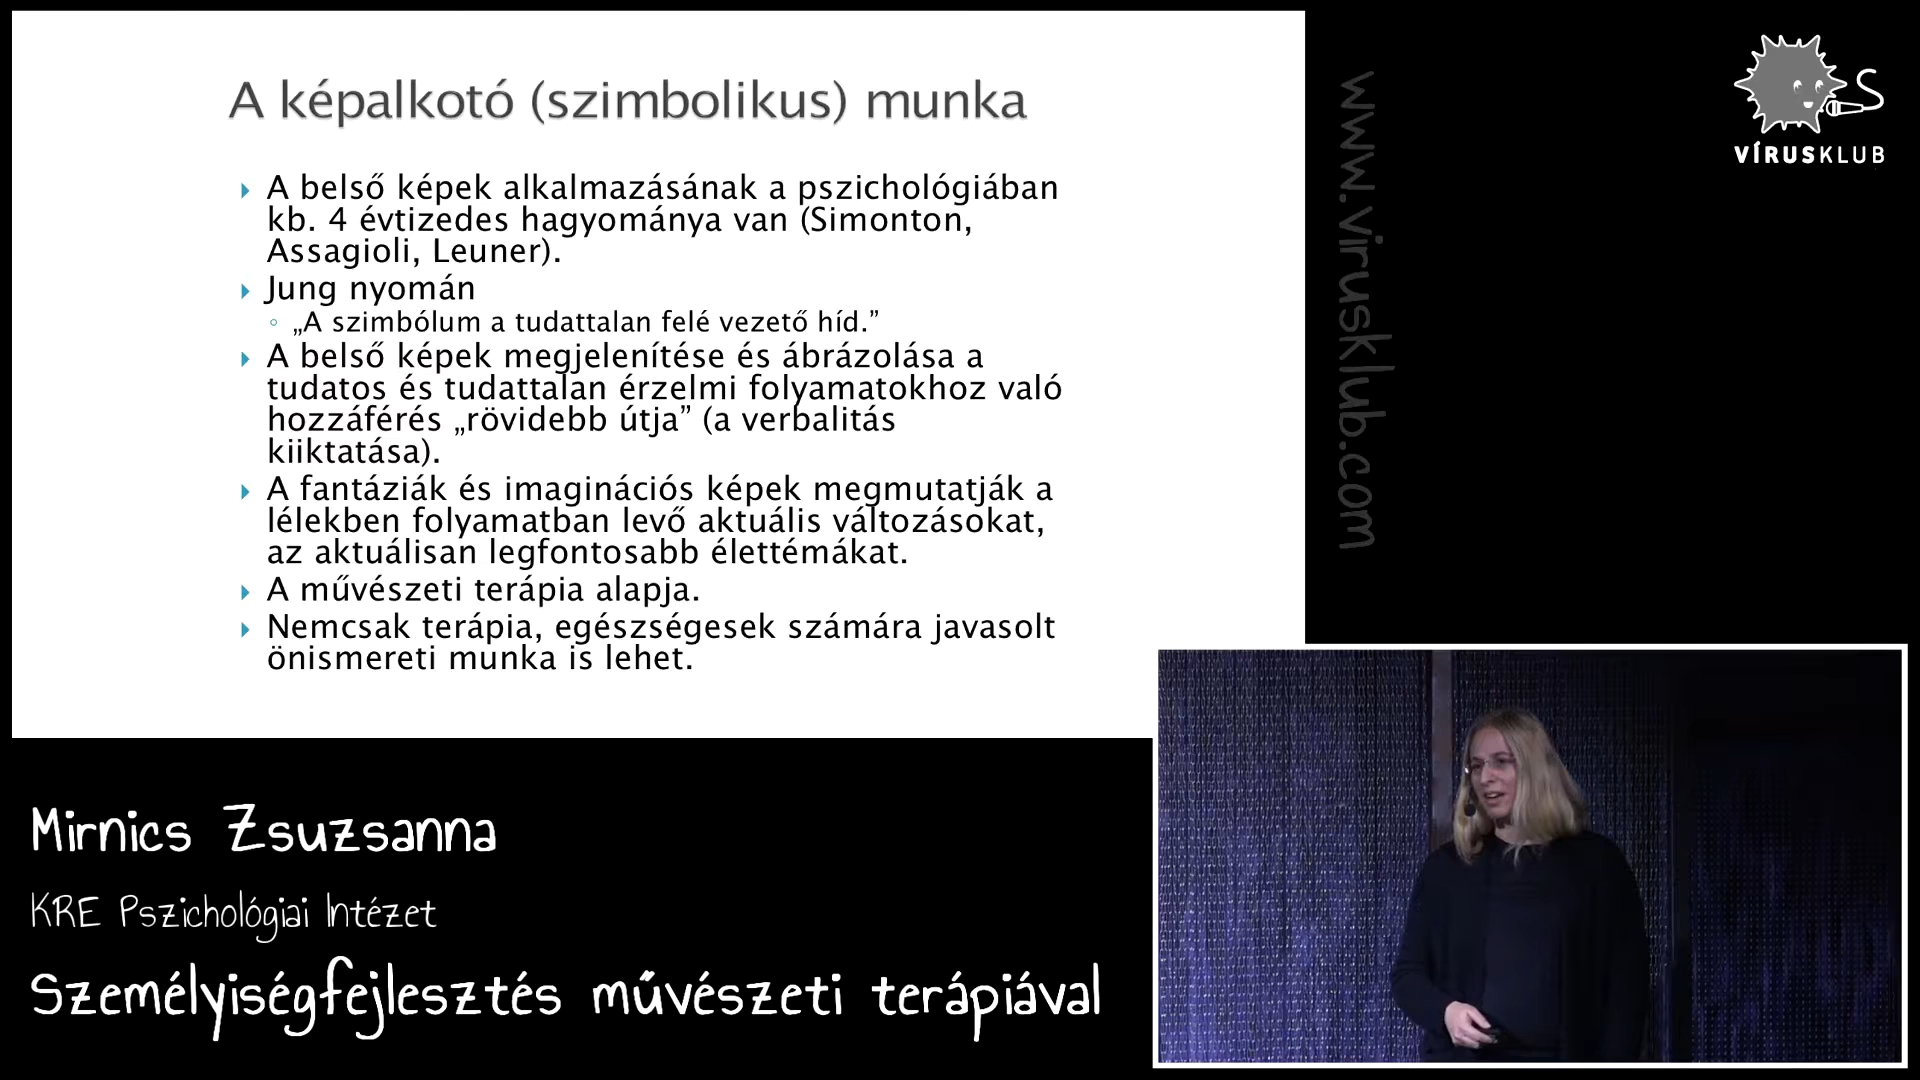 A képalkotó (szimbolikus) munka
A belső képek alkalmazásának a pszichológiában
kb. 4 évtizedes hagyománya van (Simonton,
Assagioli, Leuner).
Jung nyomán
„A szimbólum a tudattalan felé vezető híd.”
A belső képek megjelenítése és ábrázolása a
tudatos és tudattalan érzelmi folyamatokhoz való
hozzáférés „rövidebb útja” (a verbalitás
kiiktatása).
A fantáziák és imaginációs képek megmutatják a
lélekben folyamatban levő aktuális változásokat,
az aktuálisan legfontosabb élettémákat.
A művészeti terápia alapja.
Nemcsak terápia, egészségesek számára javasolt
önismereti munka is lehet.
www.virusklub.com
VÍRUSKLUB
Mirnics Zsuzsanna
KRE Pszichológiai Intézet
Személyiségfejlesztés művészeti terápiával